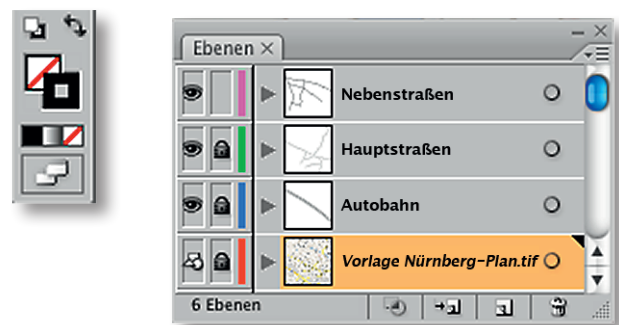 Ebenen
Nebenstraßen
Hauptstraßen
Autobahn
Vorlage Nürnberg-Plan.tif
6 Ebenen